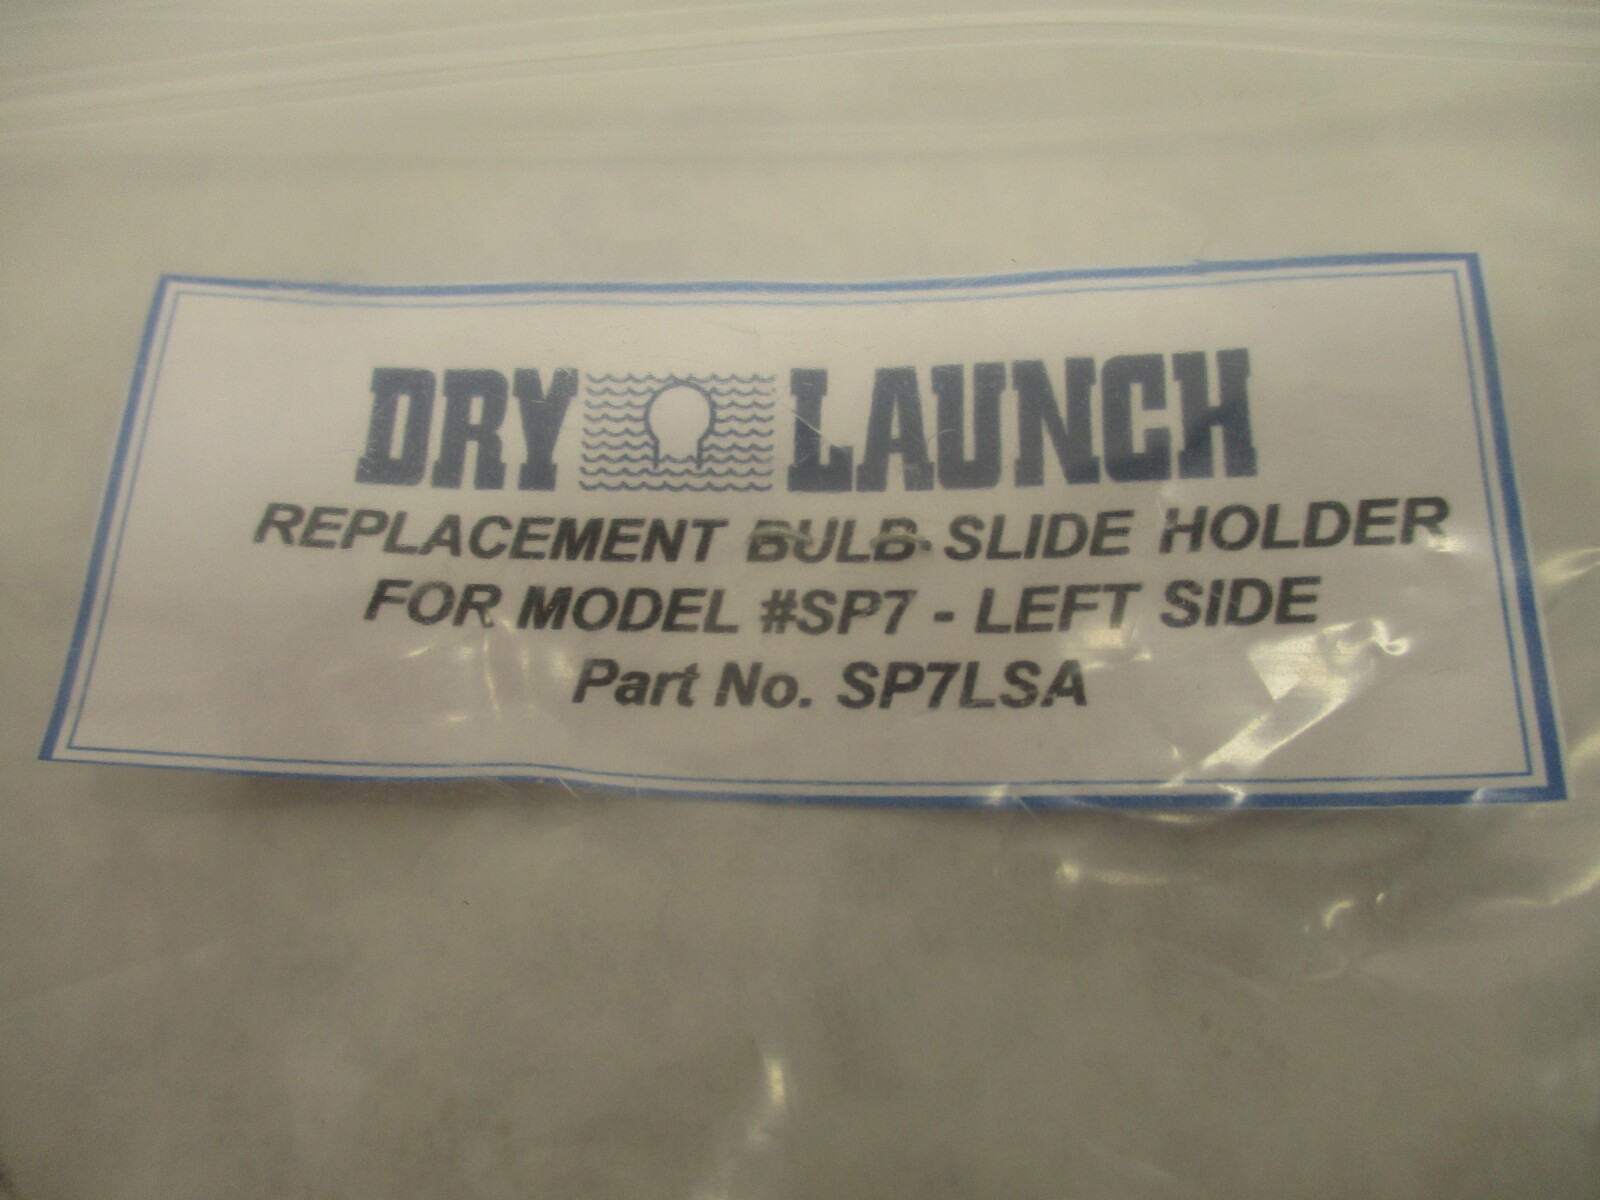 DRY LAUNCH
REPLACEMENT BULB SLIDE HOLDER
FOR MODEL #SP7 - LEFT SIDE
Part No. SP7LSA